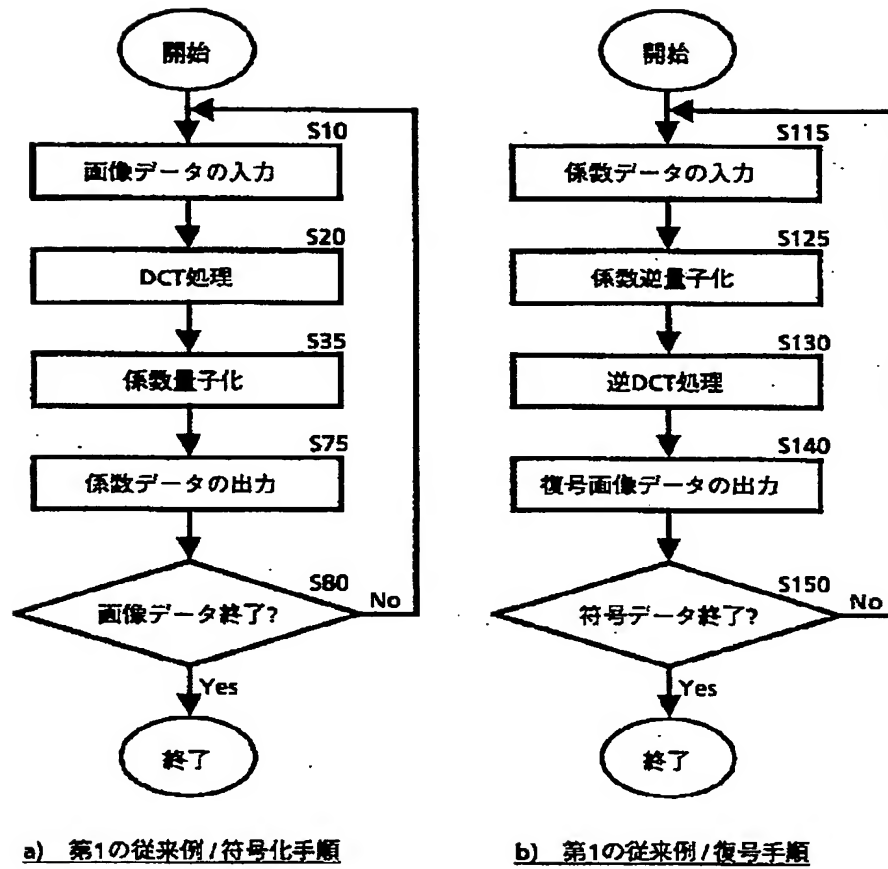 開始
S10
画像データの入力
S20
DCT処理
S35
係数量子化
S75
係数データの出力
S80
画像データ終了?
No
Yes
終了
a) 第1の従来例/符号化手順
開始
S115
係数データの入力
S125
係数逆量子化
S130
逆DCT処理
S140
復号画像データの出力
S150
符号データ終了?
No
Yes
終了
b) 第1の従来例/復号手順